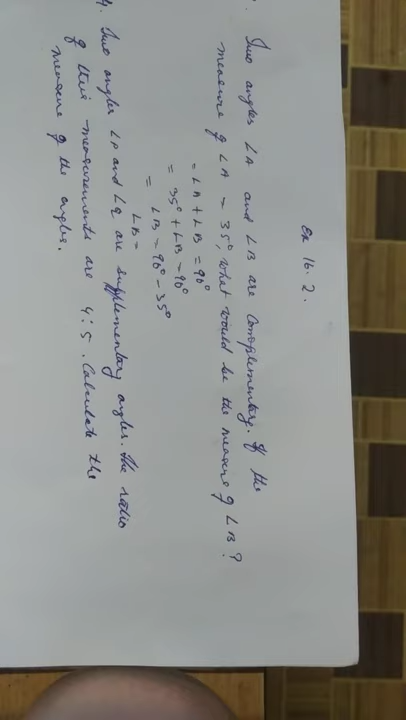 Ex 16.2.
Two angles ∠A and ∠B are Complementary. If the
measure of ∠A = 35°, what would be the measure of ∠B?
= ∠A + ∠B = 90°
= 35° + ∠B = 90°
= ∠B = 90° - 35°
∠B =
4. Two angles ∠P and ∠Q are supplementary angles. The ratio
of their measurements are 4:5. Calculate the
measure of the angles.